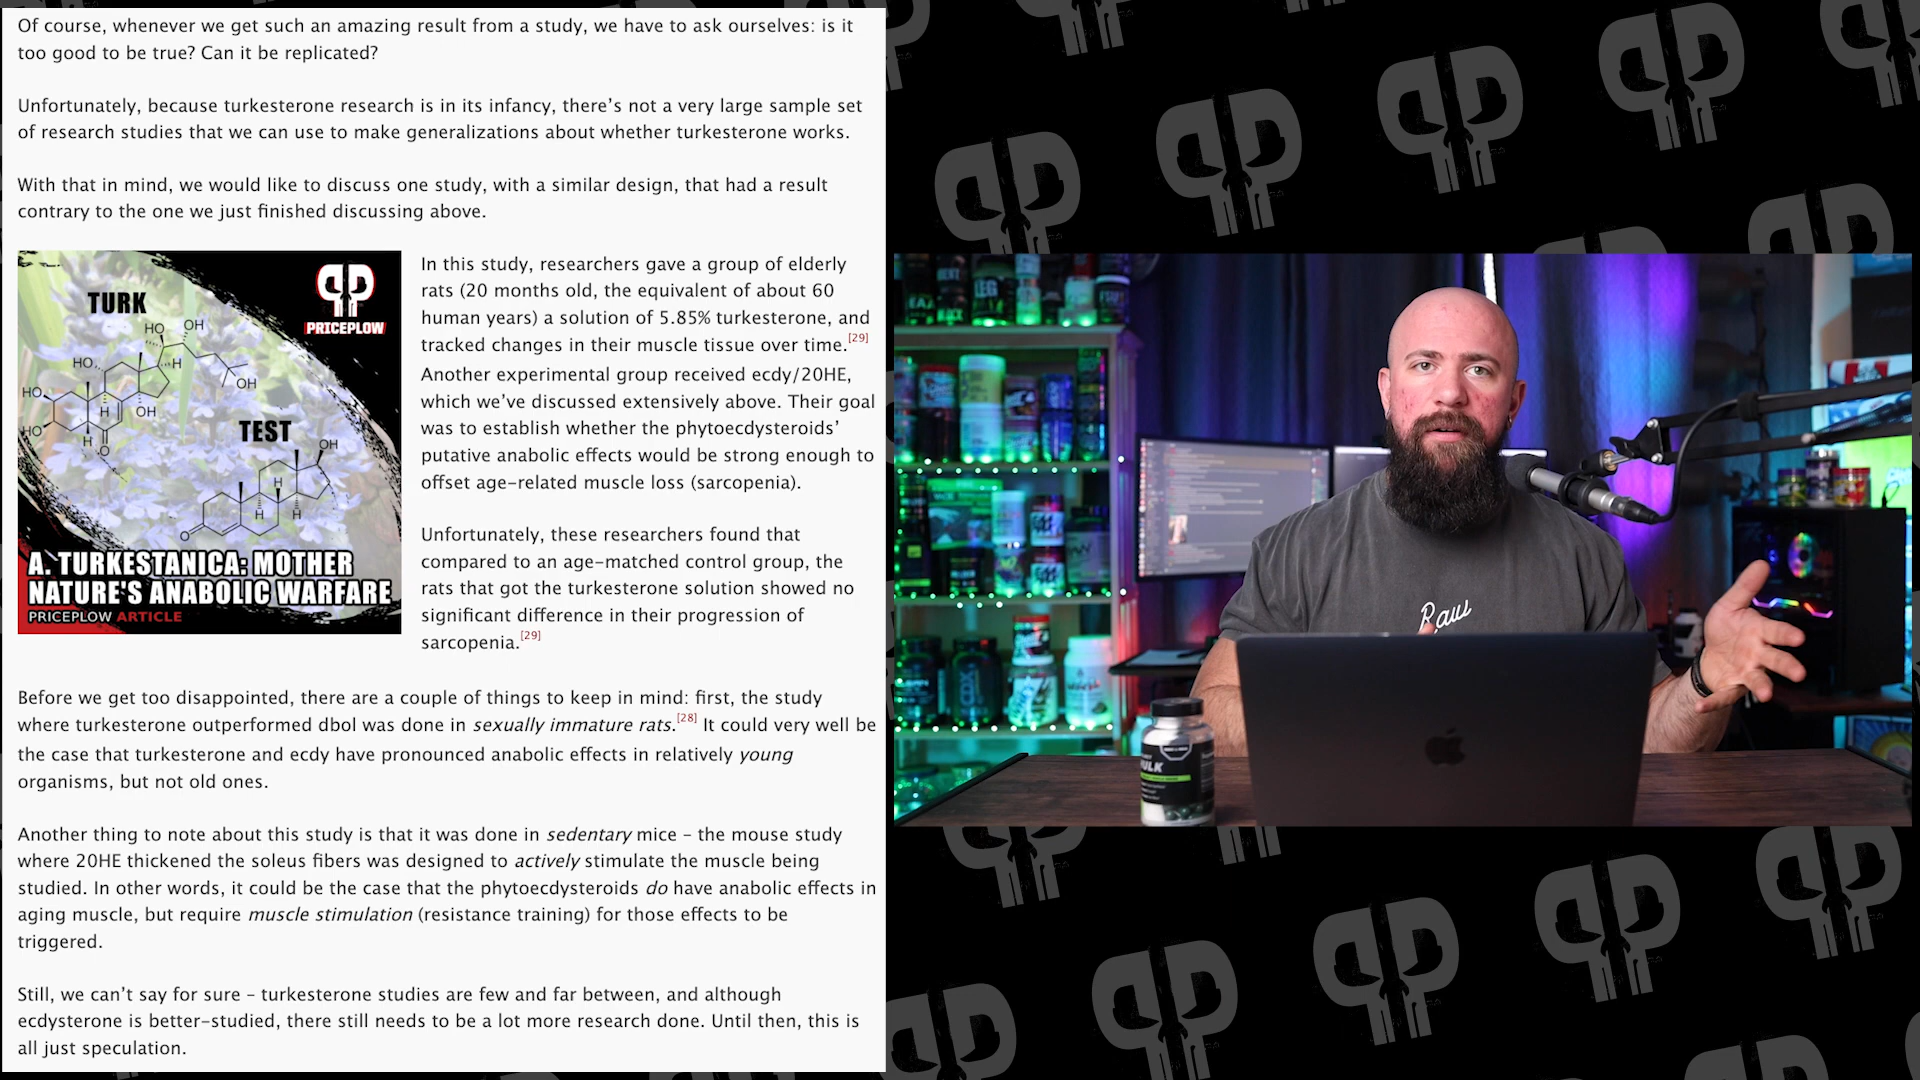 Of course, whenever we get such an amazing result from a study, we have to ask ourselves: is it
too good to be true? Can it be replicated?
Unfortunately, because turkesterone research is in its infancy, there's not a very large sample set
of research studies that we can use to make generalizations about whether turkesterone works.
With that in mind, we would like to discuss one study, with a similar design, that had a result
contrary to the one we just finished discussing above.
TURK
HO
OH
HO
H
OH
HO
OH
H
HO
H
O
TEST
OH
H
H
H
O
PRICEPLOW
A. TURKESTANICA: MOTHER
NATURE'S ANABOLIC WARFARE
PRICEPLOW ARTICLE
In this study, researchers gave a group of elderly
rats (20 months old, the equivalent of about 60
human years) a solution of 5.85% turkesterone, and
tracked changes in their muscle tissue over time.[29]
Another experimental group received ecdy/20HE,
which we've discussed extensively above. Their goal
was to establish whether the phytoecdysteroids'
putative anabolic effects would be strong enough to
offset age-related muscle loss (sarcopenia).
Unfortunately, these researchers found that
compared to an age-matched control group, the
rats that got the turkesterone solution showed no
significant difference in their progression of
sarcopenia.[29]
Before we get too disappointed, there are a couple of things to keep in mind: first, the study
where turkesterone outperformed dbol was done in sexually immature rats.[28] It could very well be
the case that turkesterone and ecdy have pronounced anabolic effects in relatively young
organisms, but not old ones.
Another thing to note about this study is that it was done in sedentary mice – the mouse study
where 20HE thickened the soleus fibers was designed to actively stimulate the muscle being
studied. In other words, it could be the case that the phytoecdysteroids do have anabolic effects in
aging muscle, but require muscle stimulation (resistance training) for those effects to be
triggered.
Still, we can't say for sure – turkesterone studies are few and far between, and although
ecdysterone is better-studied, there still needs to be a lot more research done. Until then, this is
all just speculation.
LEG
Raw